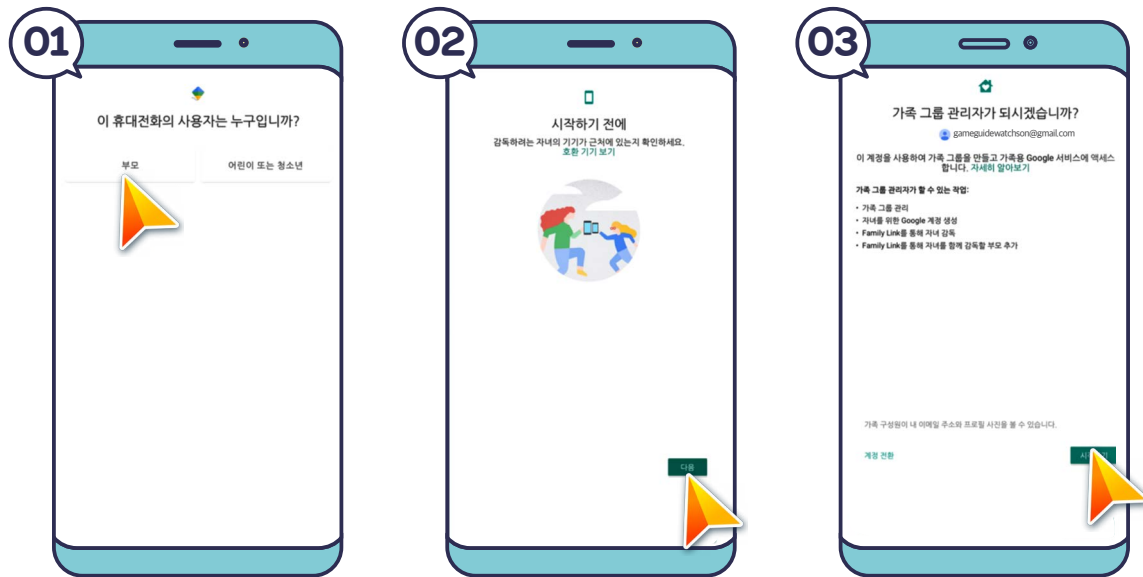 01
이 휴대전화의 사용자는 누구입니까?
부모
어린이 또는 청소년
02
시작하기 전에
감독하려는 자녀의 기기가 근처에 있는지 확인하세요.
호환 기기 보기
다음
03
가족 그룹 관리자가 되시겠습니까?
gameguidewatchson@gmail.com
이 계정을 사용하여 가족 그룹을 만들고 가족용 Google 서비스에 액세스
합니다. 자세히 알아보기
가족 그룹 관리자가 할 수 있는 작업:
• 가족 그룹 관리
• 자녀를 위한 Google 계정 생성
• Family Link를 통해 자녀 감독
• Family Link를 통해 자녀를 함께 감독할 부모 추가
가족 구성원이 내 이메일 주소와 프로필 사진을 볼 수 있습니다.
계정 전환